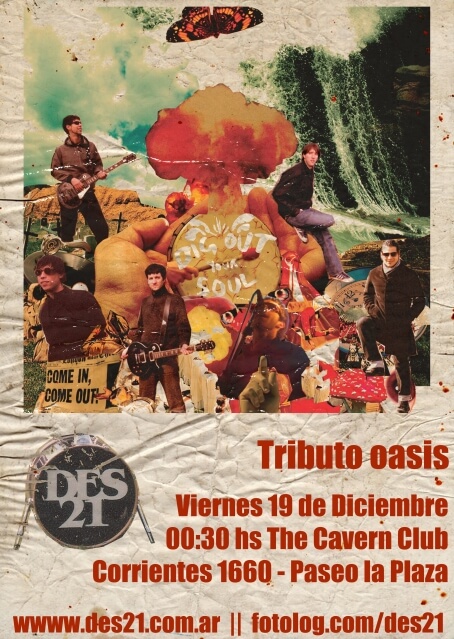 DIG OUT
YOUR
SOUL
COME IN,
COME OUT!
DES
21
Tributo oasis
Viernes 19 de Diciembre
00:30 hs The Cavern Club
Corrientes 1660 - Paseo la Plaza
www.des21.com.ar || fotolog.com/des21